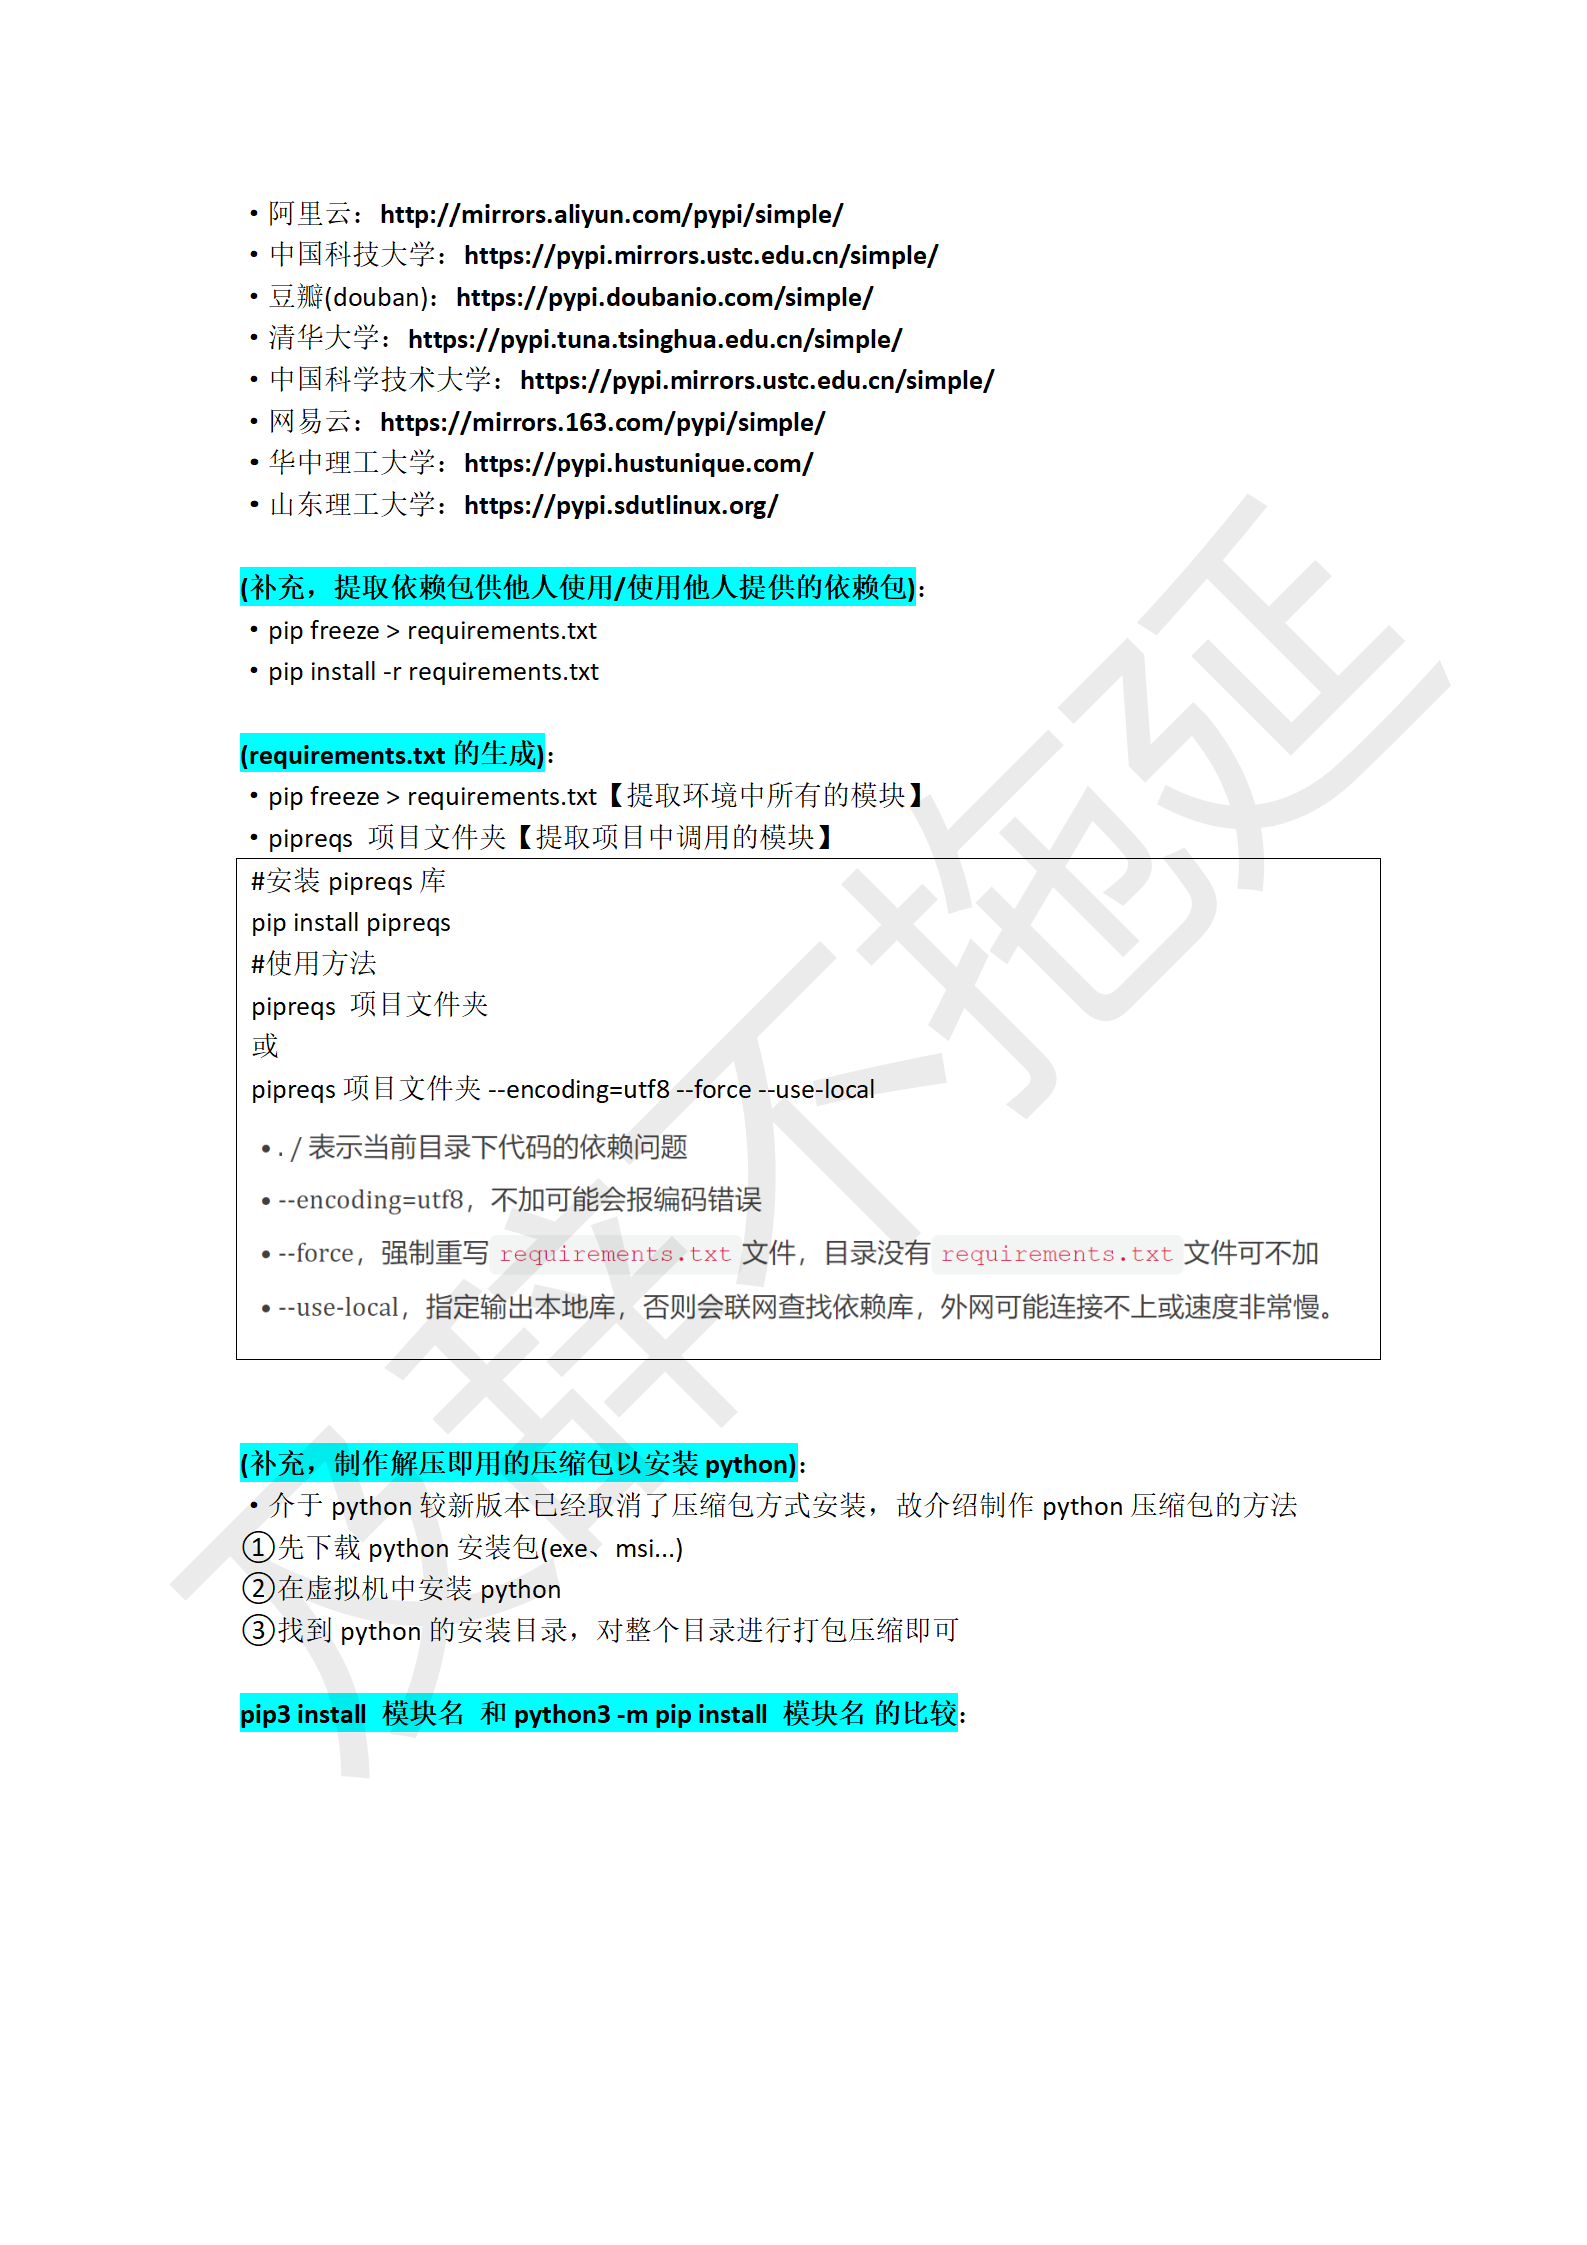 • 阿里云：http://mirrors.aliyun.com/pypi/simple/
• 中国科技大学：https://pypi.mirrors.ustc.edu.cn/simple/
• 豆瓣(douban)：https://pypi.doubanio.com/simple/
• 清华大学：https://pypi.tuna.tsinghua.edu.cn/simple/
• 中国科学技术大学：https://pypi.mirrors.ustc.edu.cn/simple/
• 网易云：https://mirrors.163.com/pypi/simple/
• 华中理工大学：https://pypi.hustunique.com/
• 山东理工大学：https://pypi.sdutlinux.org/
(补充，提取依赖包供他人使用/使用他人提供的依赖包)：
• pip freeze > requirements.txt
• pip install -r requirements.txt
(requirements.txt 的生成)：
• pip freeze > requirements.txt【提取环境中所有的模块】
• pipreqs 项目文件夹【提取项目中调用的模块】
#安装 pipreqs 库
pip install pipreqs
#使用方法
pipreqs 项目文件夹
或
pipreqs 项目文件夹 --encoding=utf8 --force --use-local
• . / 表示当前目录下代码的依赖问题
• --encoding=utf8，不加可能会报编码错误
• --force，强制重写 requirements.txt 文件，目录没有 requirements.txt 文件可不加
• --use-local，指定输出本地库，否则会联网查找依赖库，外网可能连接不上或速度非常慢。
(补充，制作解压即用的压缩包以安装 python)：
• 介于 python 较新版本已经取消了压缩包方式安装，故介绍制作 python 压缩包的方法
①先下载 python 安装包(exe、msi...)
②在虚拟机中安装 python
③找到 python 的安装目录，对整个目录进行打包压缩即可
pip3 install 模块名 和 python3 -m pip install 模块名 的比较：
及辞不拖延